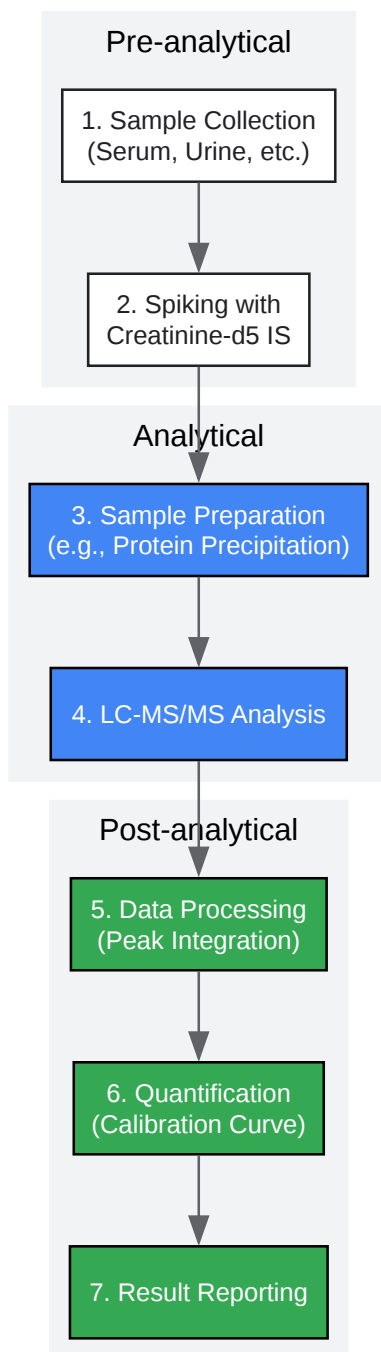 Pre-analytical
1. Sample Collection
(Serum, Urine, etc.)
2. Spiking with
Creatinine-d5 IS
Analytical
3. Sample Preparation
(e.g., Protein Precipitation)
4. LC-MS/MS Analysis
Post-analytical
5. Data Processing
(Peak Integration)
6. Quantification
(Calibration Curve)
7. Result Reporting